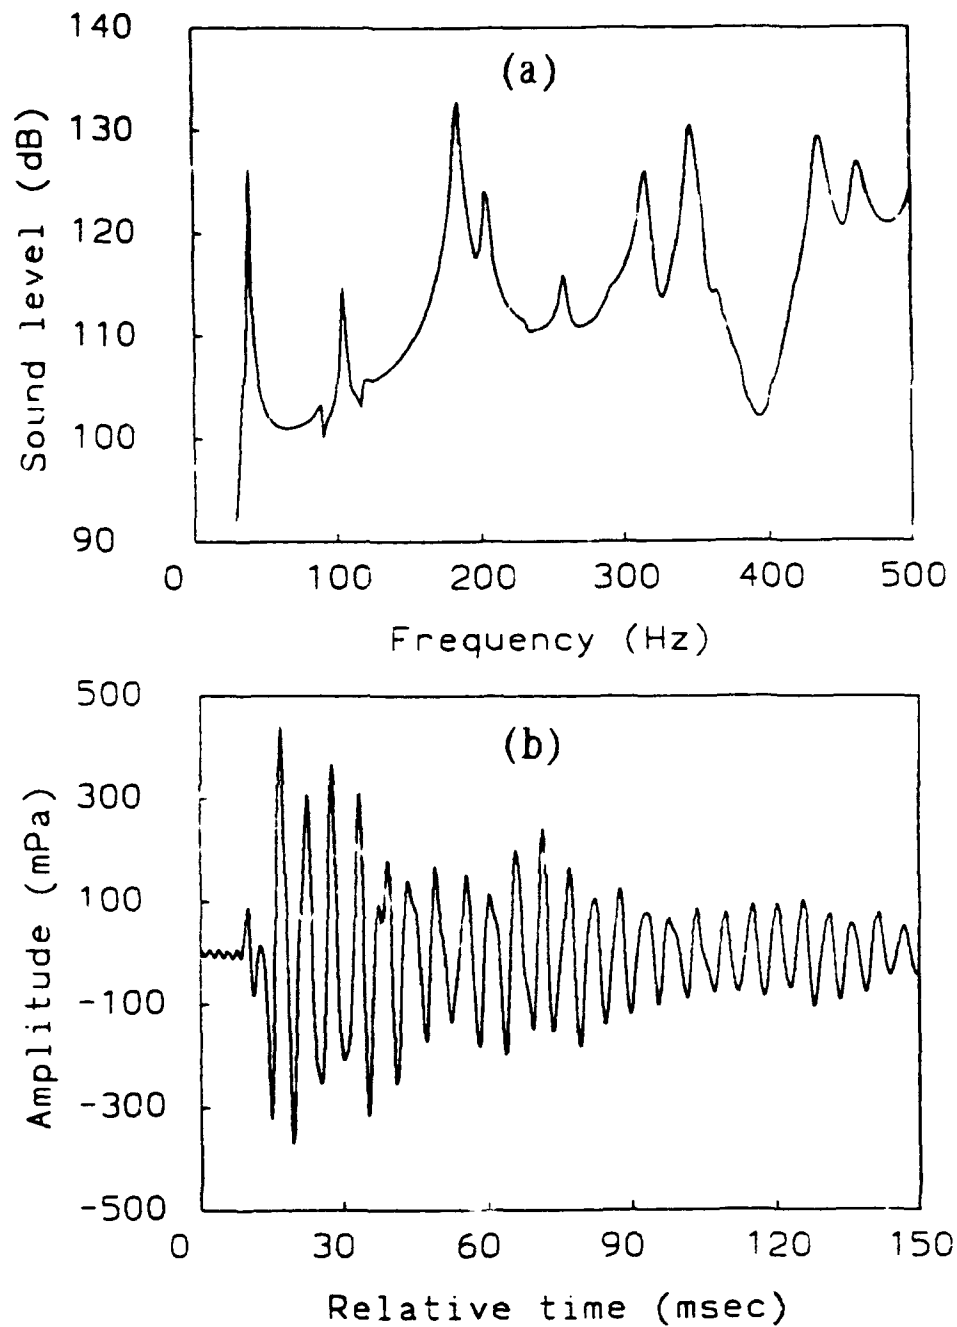 140
(a)
130
120
110
100
90
Sound level (dB)
0 100 200 300 400 500
Frequency (Hz)
500
(b)
300
100
-100
-300
-500
Amplitude (mPa)
0 30 60 90 120 150
Relative time (msec)